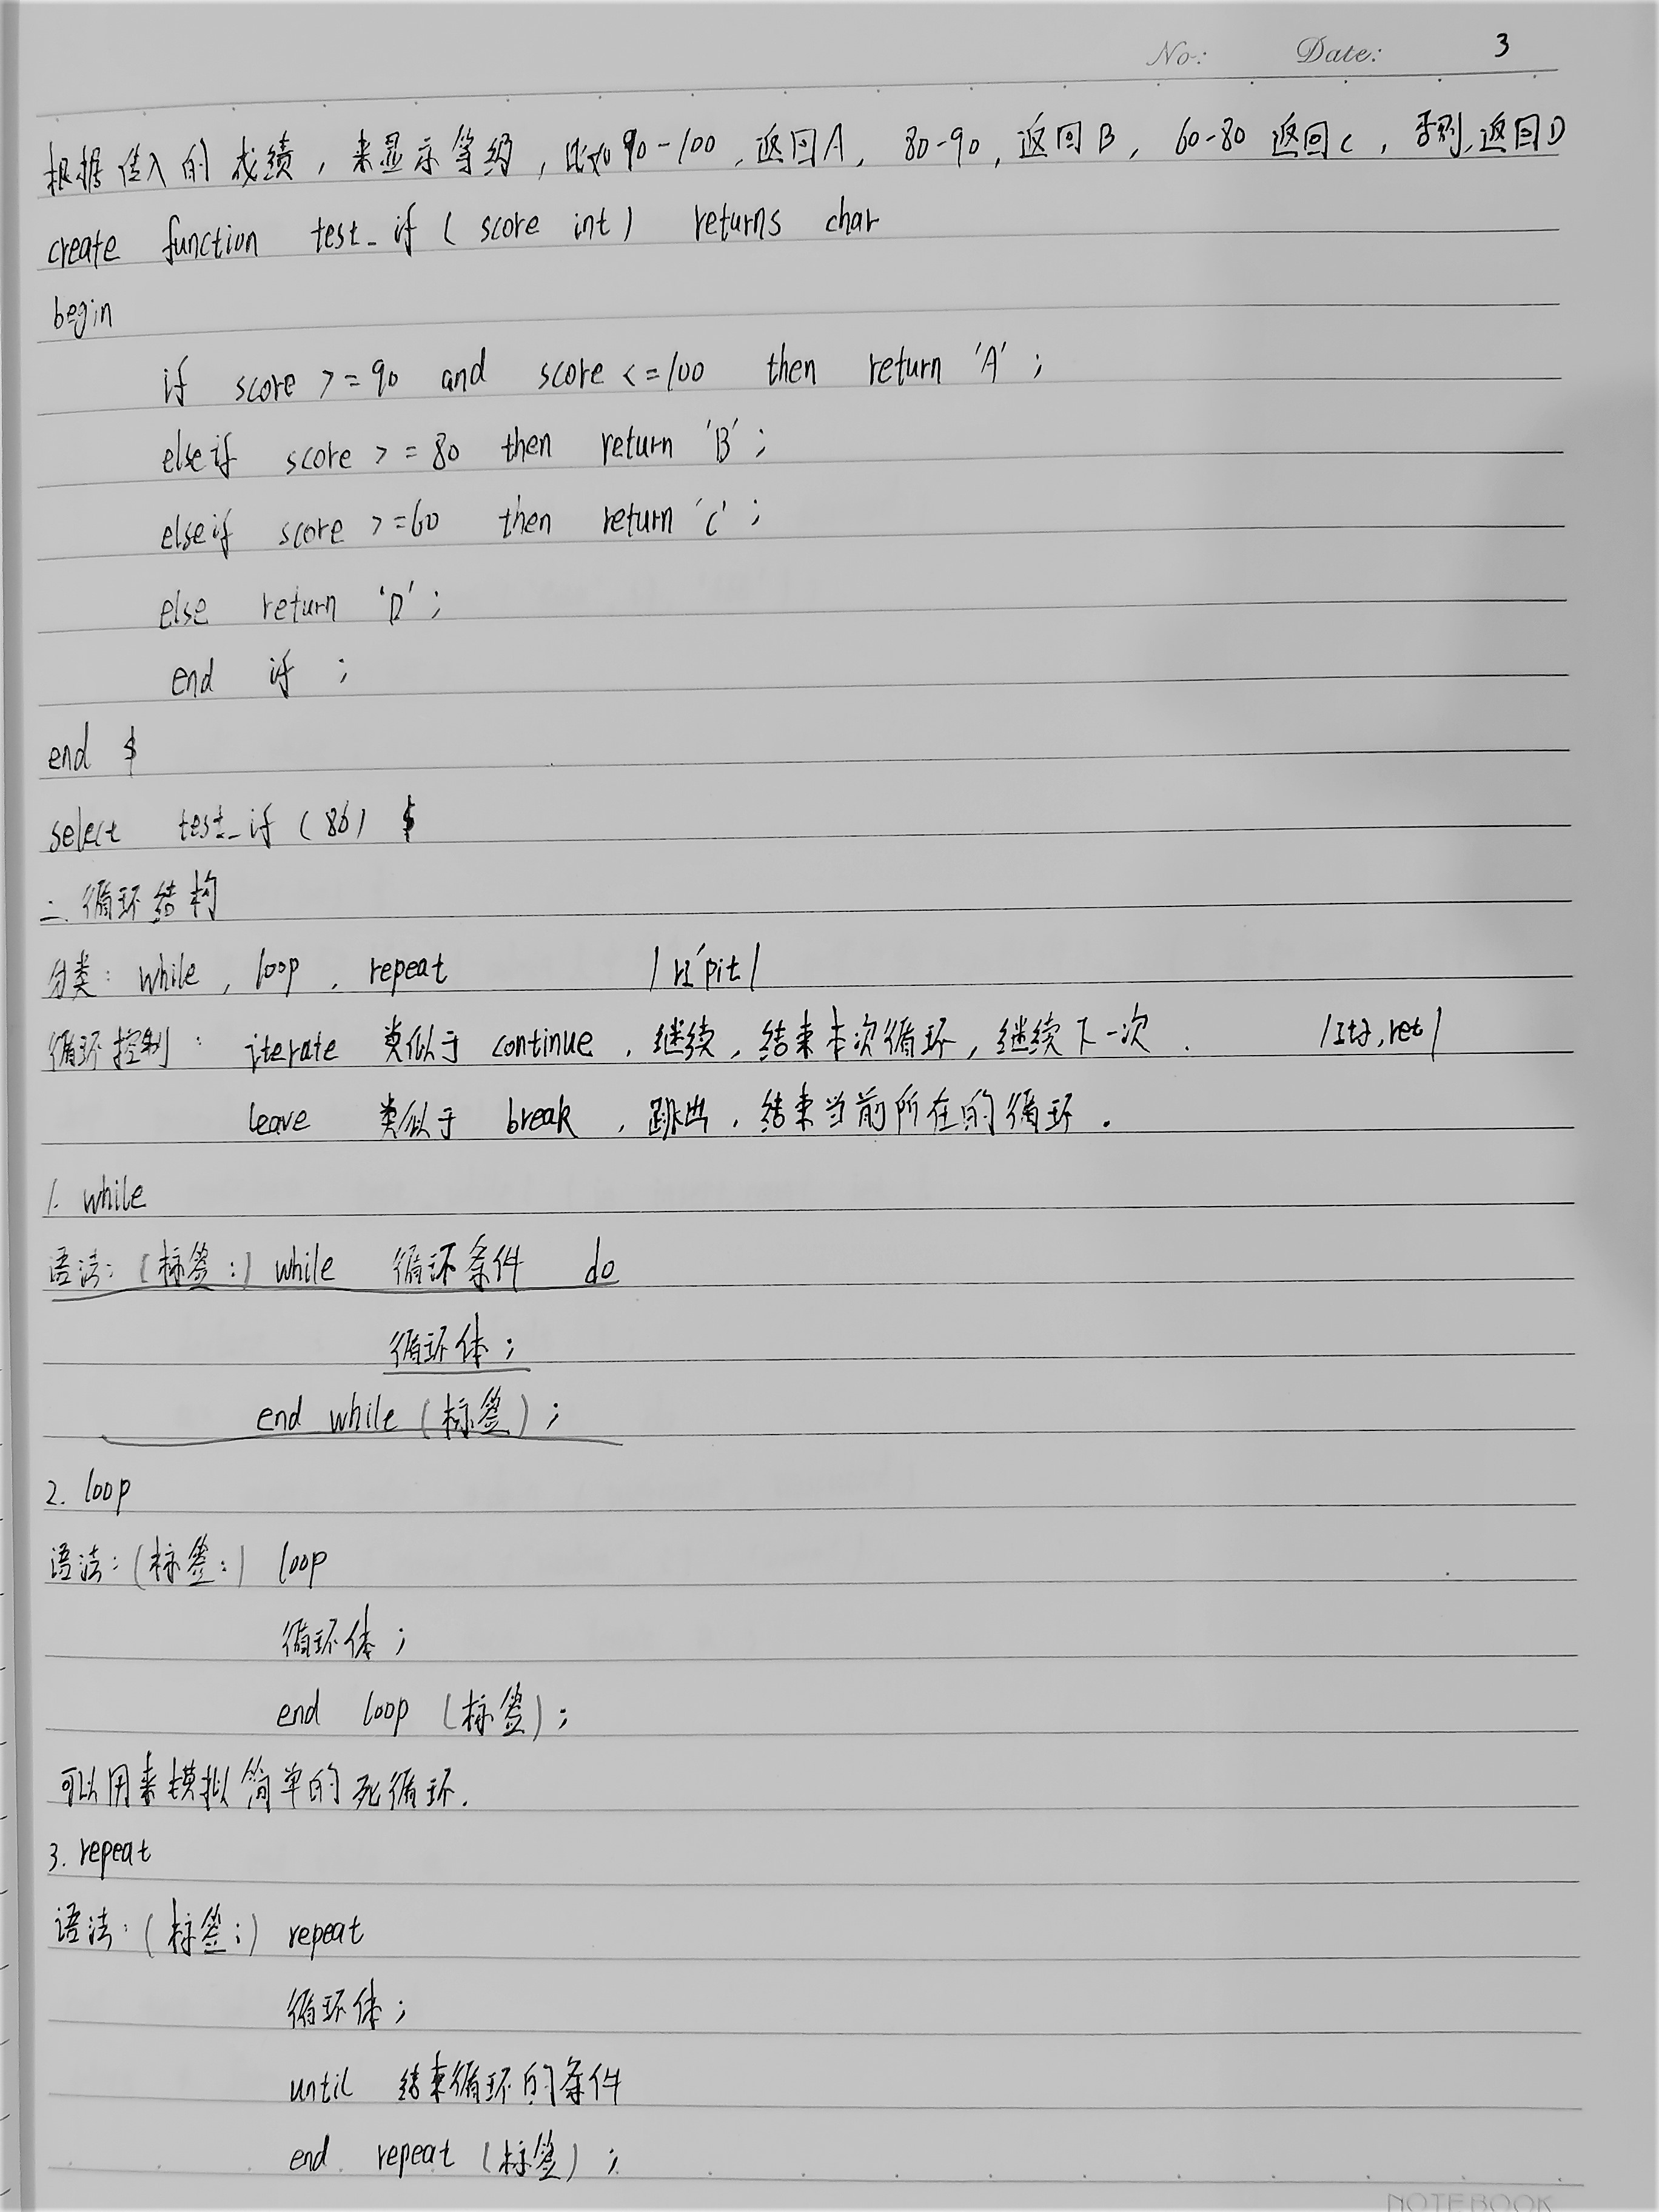 No: Date: 3
根据传入的成绩，来显示等级，比如90-100，返回A，80-90，返回B，60-80 返回C，否则，返回D
create function test_if ( score int ) returns char
begin
if score >=90 and score <=100 then return 'A' ;
elseif score >=80 then return 'B' ;
elseif score >=60 then return 'C' ;
else return 'D' ;
end if ;
end $
select test_if (86) $
二. 循环结构
分类： while , loop , repeat /rɪ'pit/
循环控制： iterate 类似于 continue ，继续，结束本次循环，继续下一次 .
leave 类似于 break ，跳出，结束当前所在的循环 .
1. while
语法：(标签：) while 循环条件 do
循环体；
end while (标签) ;
2. loop
语法：(标签：) loop
循环体；
end loop (标签) ;
可以用来模拟简单的死循环.
3. repeat
语法：(标签：) repeat
循环体；
until 结束循环的条件
end repeat (标签) ;
NOTEBOOK